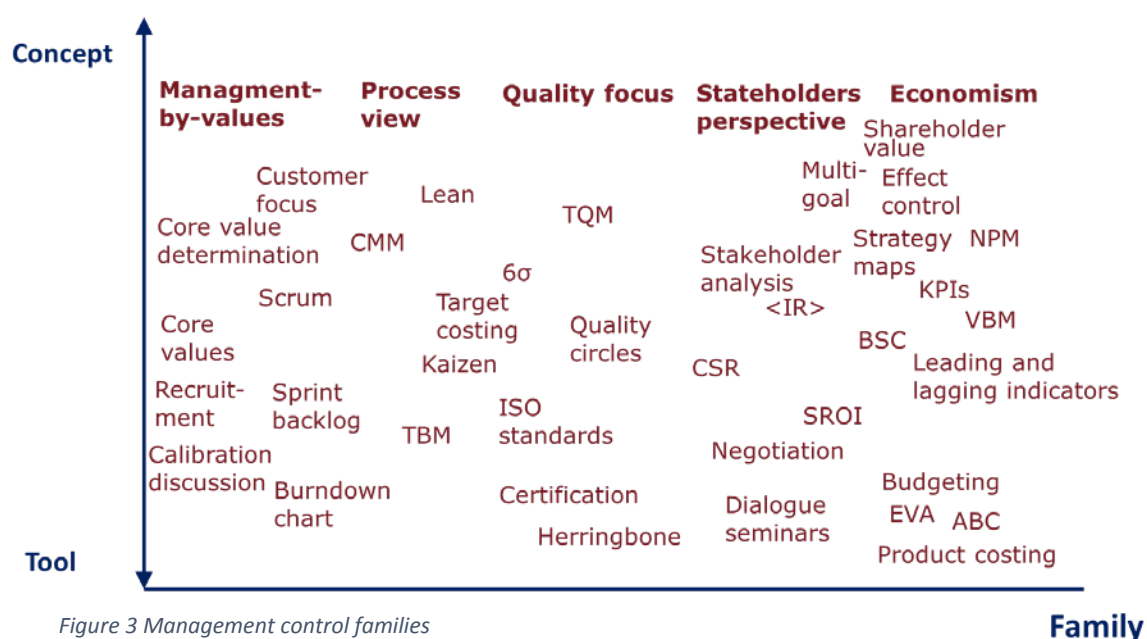 Concept
Managment-
by-values
Process
view
Quality focus
Stateholders
perspective
Economism
Shareholder
value
Customer
focus
Lean
TQM
Multi-
goal
Effect
control
Core value
determination
CMM
Stakeholder
analysis
Strategy
maps
NPM
Scrum
6σ
Target
costing
<IR>
KPIs
VBM
Core
values
Quality
circles
BSC
Kaizen
CSR
Leading and
lagging indicators
Recruit-
ment
Sprint
backlog
TBM
ISO
standards
SROI
Negotiation
Calibration
discussion
Burndown
chart
Certification
Herringbone
Dialogue
seminars
Budgeting
EVA
ABC
Product costing
Tool
Family
Figure 3 Management control families